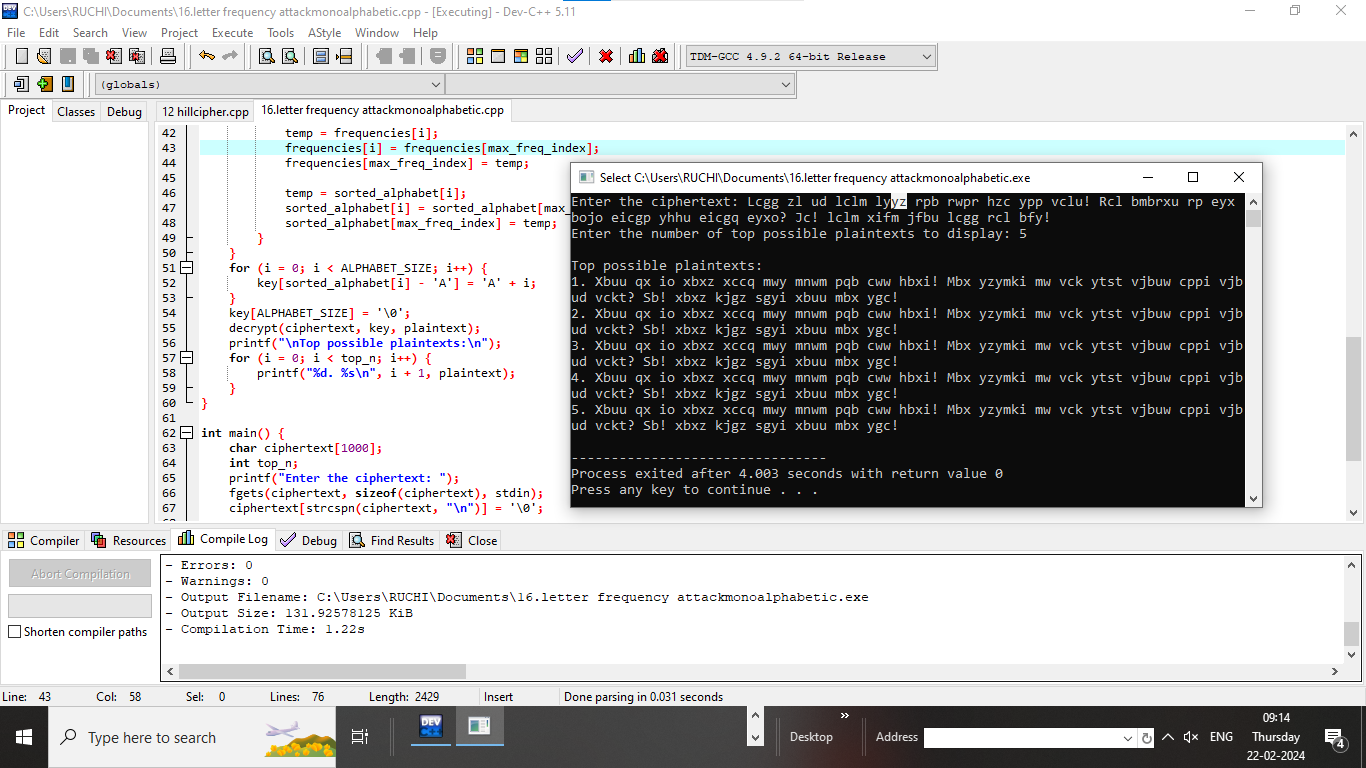 C:\Users\RUCHI\Documents\16.letter frequency attackmonoalphabetic.cpp - [Executing] - Dev-C++ 5.11
File Edit Search View Project Execute Tools AStyle Window Help
TDM-GCC 4.9.2 64-bit Release
(globals)
Project Classes Debug 12 hillcipher.cpp 16.letter frequency attackmonoalphabetic.cpp
42 temp = frequencies[i];
43 frequencies[i] = frequencies[max_freq_index];
44 frequencies[max_freq_index] = temp;
45
46 temp = sorted_alphabet[i];
47 sorted_alphabet[i] = sorted_alphabet[max_
48 sorted_alphabet[max_freq_index] = temp;
49 }
50 }
51 for (i = 0; i < ALPHABET_SIZE; i++) {
52 key[sorted_alphabet[i] - 'A'] = 'A' + i;
53 }
54 key[ALPHABET_SIZE] = '\0';
55 decrypt(ciphertext, key, plaintext);
56 printf("\nTop possible plaintexts:\n");
57 for (i = 0; i < top_n; i++) {
58 printf("%d. %s\n", i + 1, plaintext);
59 }
60 }
61
62 int main() {
63 char ciphertext[1000];
64 int top_n;
65 printf("Enter the ciphertext: ");
66 fgets(ciphertext, sizeof(ciphertext), stdin);
67 ciphertext[strcspn(ciphertext, "\n")] = '\0';
Select C:\Users\RUCHI\Documents\16.letter frequency attackmonoalphabetic.exe
Enter the ciphertext: Lcgg zl ud lclm lyyz rpb rwpr hzc ypp vclu! Rcl bmbrxu rp eyx
bojo eicgp yhhu eicgq eyxo? Jc! lclm xifm jfbu lcgg rcl bfy!
Enter the number of top possible plaintexts to display: 5
Top possible plaintexts:
1. Xbuu qx io xbxz xccq mwy mnwm pqb cww hbxi! Mbx yzymki mw vck ytst vjbuw cppi vjb
ud vckt? Sb! xbxz kjgz sgyi xbuu mbx ygc!
2. Xbuu qx io xbxz xccq mwy mnwm pqb cww hbxi! Mbx yzymki mw vck ytst vjbuw cppi vjb
ud vckt? Sb! xbxz kjgz sgyi xbuu mbx ygc!
3. Xbuu qx io xbxz xccq mwy mnwm pqb cww hbxi! Mbx yzymki mw vck ytst vjbuw cppi vjb
ud vckt? Sb! xbxz kjgz sgyi xbuu mbx ygc!
4. Xbuu qx io xbxz xccq mwy mnwm pqb cww hbxi! Mbx yzymki mw vck ytst vjbuw cppi vjb
ud vckt? Sb! xbxz kjgz sgyi xbuu mbx ygc!
5. Xbuu qx io xbxz xccq mwy mnwm pqb cww hbxi! Mbx yzymki mw vck ytst vjbuw cppi vjb
ud vckt? Sb! xbxz kjgz sgyi xbuu mbx ygc!
--------------------------------
Process exited after 4.003 seconds with return value 0
Press any key to continue . . .
Compiler Resources Compile Log Debug Find Results Close
Abort Compilation
Shorten compiler paths
- Errors: 0
- Warnings: 0
- Output Filename: C:\Users\RUCHI\Documents\16.letter frequency attackmonoalphabetic.exe
- Output Size: 131.92578125 KiB
- Compilation Time: 1.22s
Line: 43 Col: 58 Sel: 0 Lines: 76 Length: 2429 Insert Done parsing in 0.031 seconds
Type here to search
DEV
Desktop
Address
ENG
09:14
Thursday
22-02-2024
4